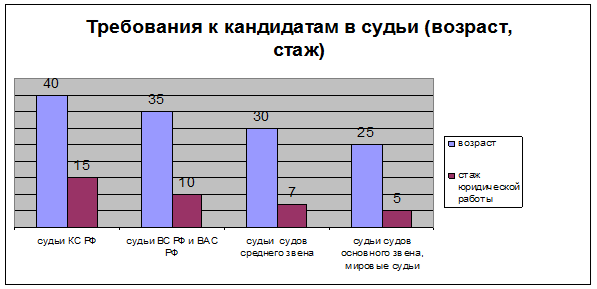 Требования к кандидатам в судьи (возраст,
стаж)
40
35
30
25
15
10
7
5
судьи КС РФ
судьи ВС РФ и ВАС
РФ
судьи судов
среднего звена
судьи судов
основного звена,
мировые судьи
возраст
стаж
юридической
работы